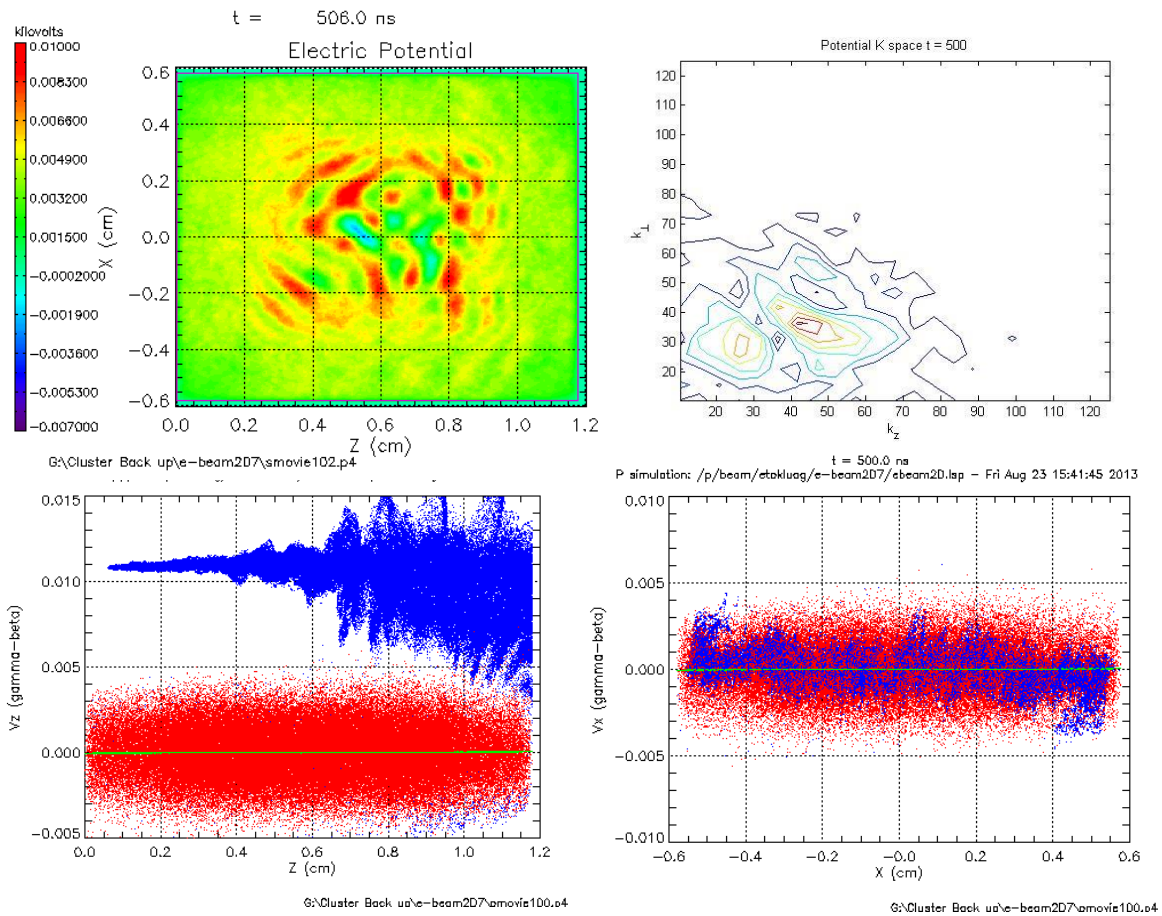 t = 506.0 ns
kilovolts
Electric Potential
0.01000
0.008300
0.006600
0.004900
0.003200
0.001500
-0.0002000
-0.001900
-0.003600
-0.005300
-0.007000
X (cm)
0.6
0.4
0.2
0.0
-0.2
-0.4
-0.6
0.0 0.2 0.4 0.6 0.8 1.0 1.2
Z (cm)
G:\Cluster Back up\e-beam2D7\smovie102.p4
Potential K space t = 500
k⊥
120
110
100
90
80
70
60
50
40
30
20
20 30 40 50 60 70 80 90 100 110 120
kz
0.015
0.010
0.005
0.000
-0.005
Vz (gamma-beta)
0.0 0.2 0.4 0.6 0.8 1.0 1.2
Z (cm)
G:\Cluster Back up\e-beam2D7\pmovie100.p4
t = 500.0 ns
P simulation: /p/beam/etokluog/e-beam2D7/ebeam2D.lsp - Fri Aug 23 15:41:45 2013
0.010
0.005
0.000
-0.005
-0.010
Vx (gamma-beta)
-0.6 -0.4 -0.2 -0.0 0.2 0.4 0.6
X (cm)
G:\Cluster Back up\e-beam2D7\pmovie100.p4